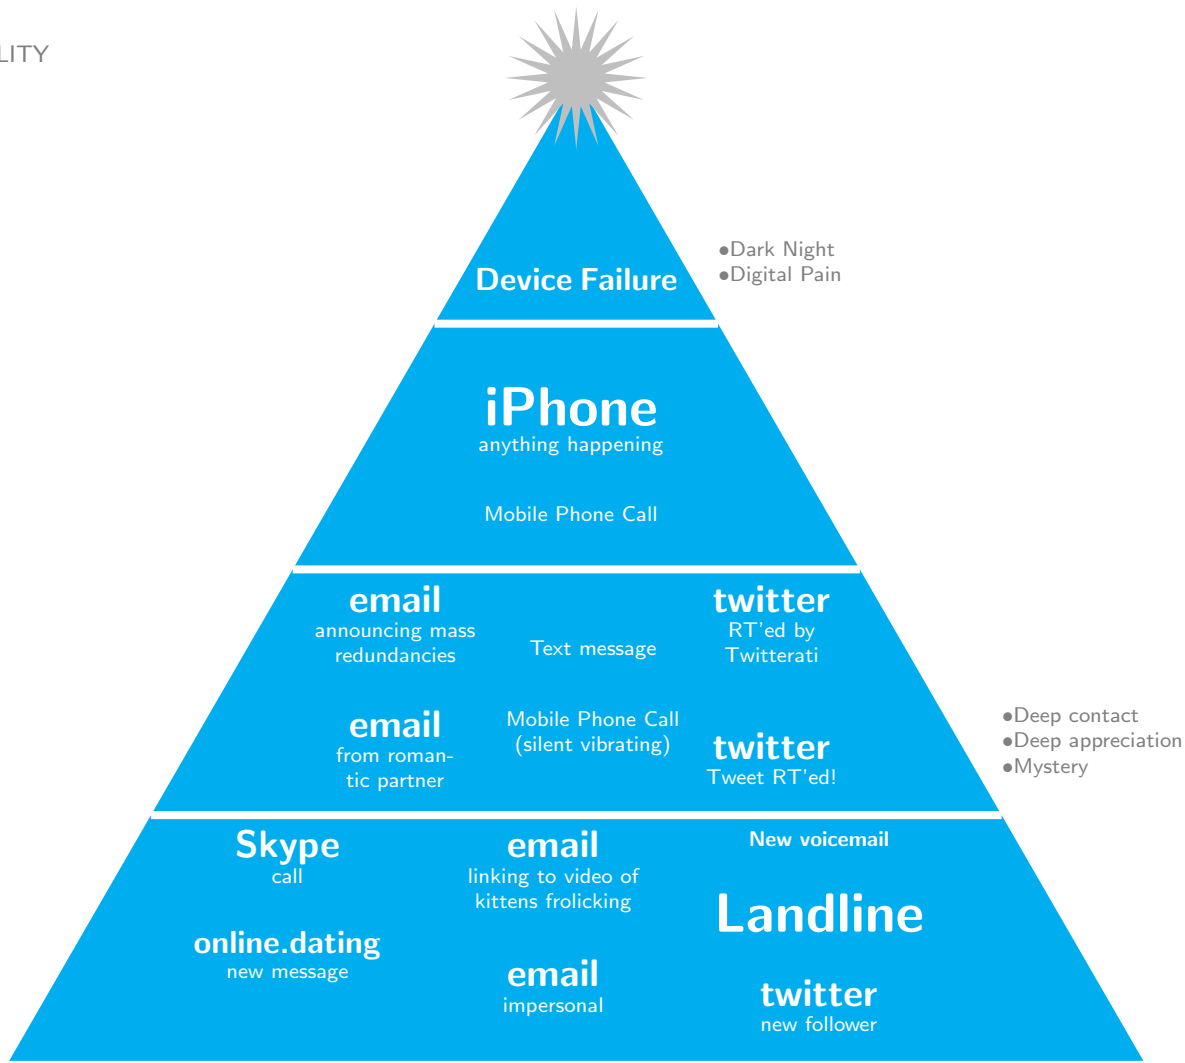 LITY
•Dark Night
•Digital Pain
Device Failure
iPhone
anything happening
Mobile Phone Call
email
announcing mass
redundancies
Text message
twitter
RT'ed by
Twitterati
email
from roman-
tic partner
Mobile Phone Call
(silent vibrating)
twitter
Tweet RT'ed!
•Deep contact
•Deep appreciation
•Mystery
Skype
call
email
linking to video of
kittens frolicking
New voicemail
Landline
online.dating
new message
email
impersonal
twitter
new follower